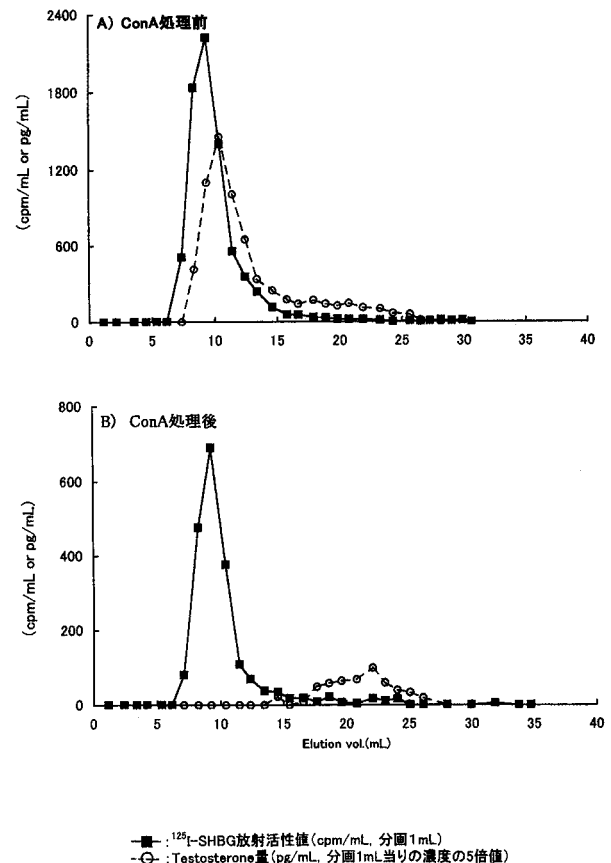 A) ConA処理前
(cpm/mL or pg/mL)
2400
1800
1200
600
0
0 5 10 15 20 25 30 35 40
B) ConA処理後
(cpm/mL or pg/mL)
800
600
400
200
0
0 5 10 15 20 25 30 35 40
Elution vol.(mL)
—■— : ¹²⁵I-SHBG放射活性値(cpm/mL, 分画1mL)
--○-- : Testosterone量(pg/mL, 分画1mL当りの濃度の5倍値)